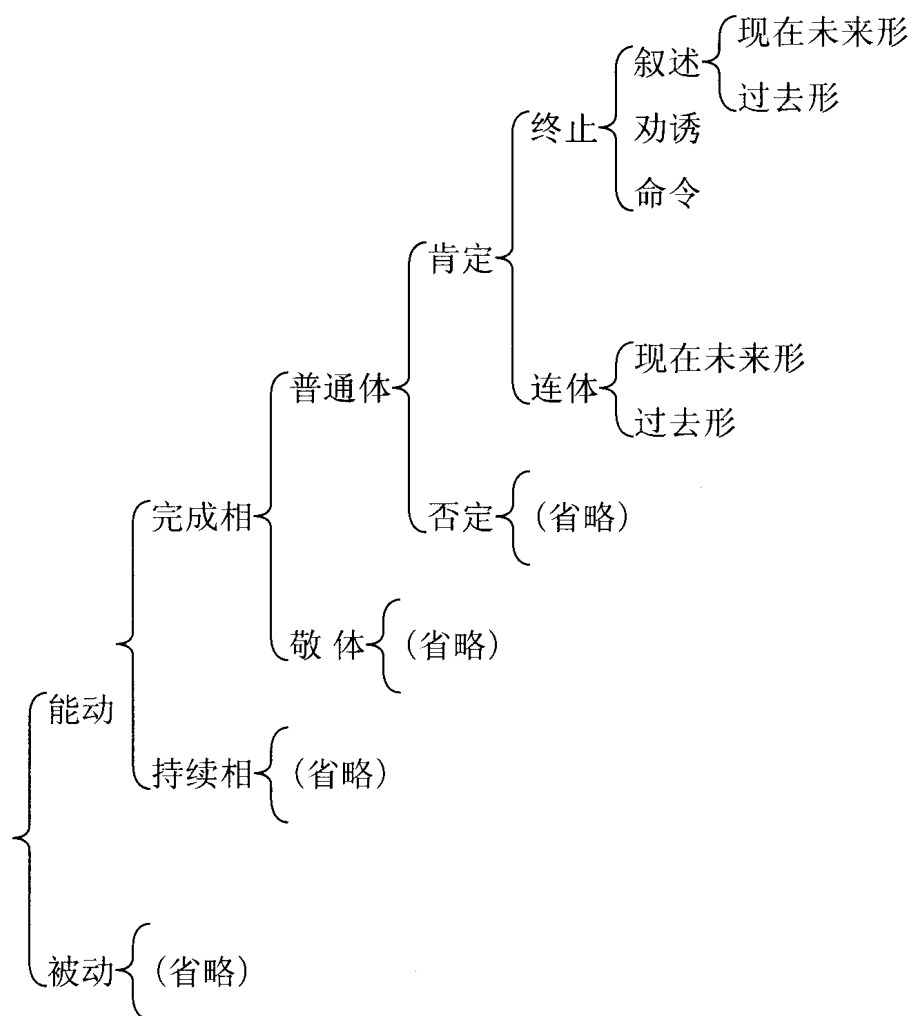 现在未来形
叙述
过去形
终止
劝诱
命令
肯定
现在未来形
普通体
连体
过去形
完成相
否定
(省略)
敬 体
(省略)
能动
持续相
(省略)
被动
(省略)